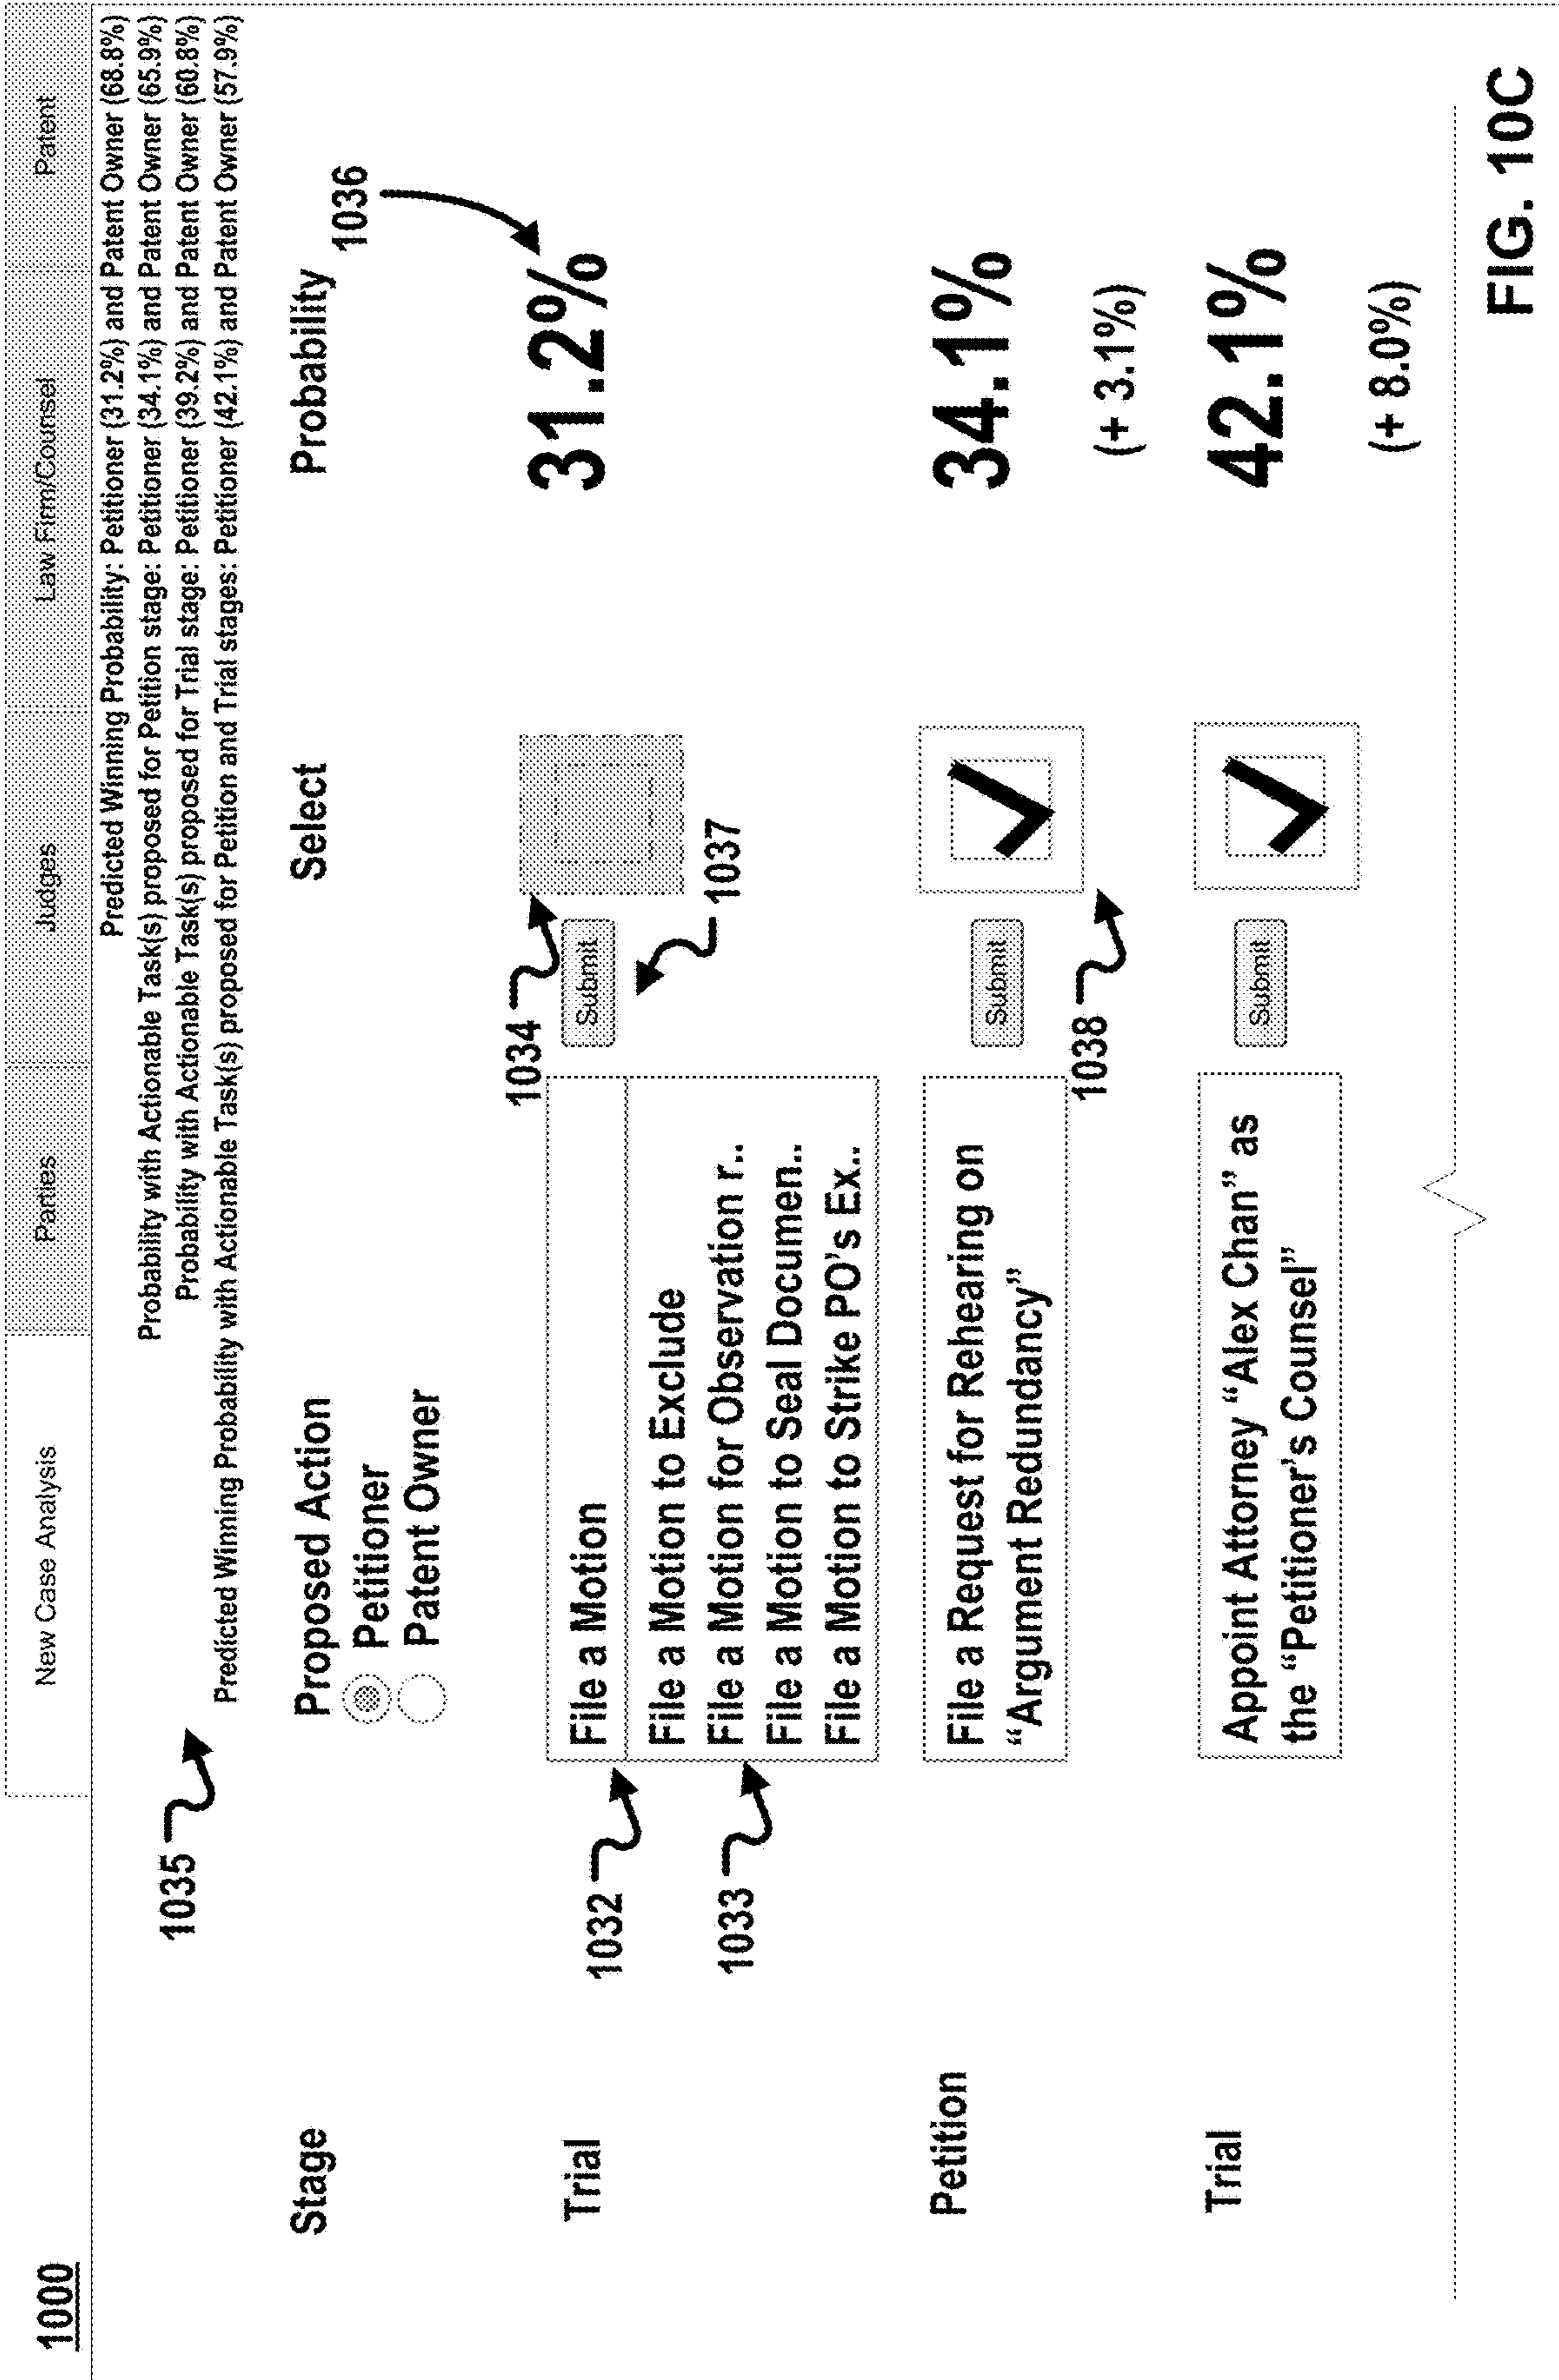 1000
New Case Analysis
Parties
Judges
Law Firm/Counsel
Patent
1035
Predicted Winning Probability: Petitioner (31.2%) and Patent Owner (68.8%)
Probability with Actionable Task(s) proposed for Petition stage: Petitioner (34.1%) and Patent Owner (65.9%)
Probability with Actionable Task(s) proposed for Trial stage: Petitioner (39.2%) and Patent Owner (60.8%)
Predicted Winning Probability with Actionable Task(s) proposed for Petition and Trial stages: Petitioner (42.1%) and Patent Owner (57.9%)
Stage
Proposed Action
Select
Probability
Petitioner
1036
Patent Owner
1034
Trial
1032
File a Motion
Submit
31.2%
File a Motion to Exclude
1037
1033
File a Motion for Observation r..
File a Motion to Seal Documen..
File a Motion to Strike PO's Ex..
Petition
File a Request for Rehearing on
“Argument Redundancy”
Submit
34.1%
1038
(+ 3.1%)
Trial
Appoint Attorney “Alex Chan” as
the “Petitioner's Counsel”
Submit
42.1%
(+ 8.0%)
FIG. 10C